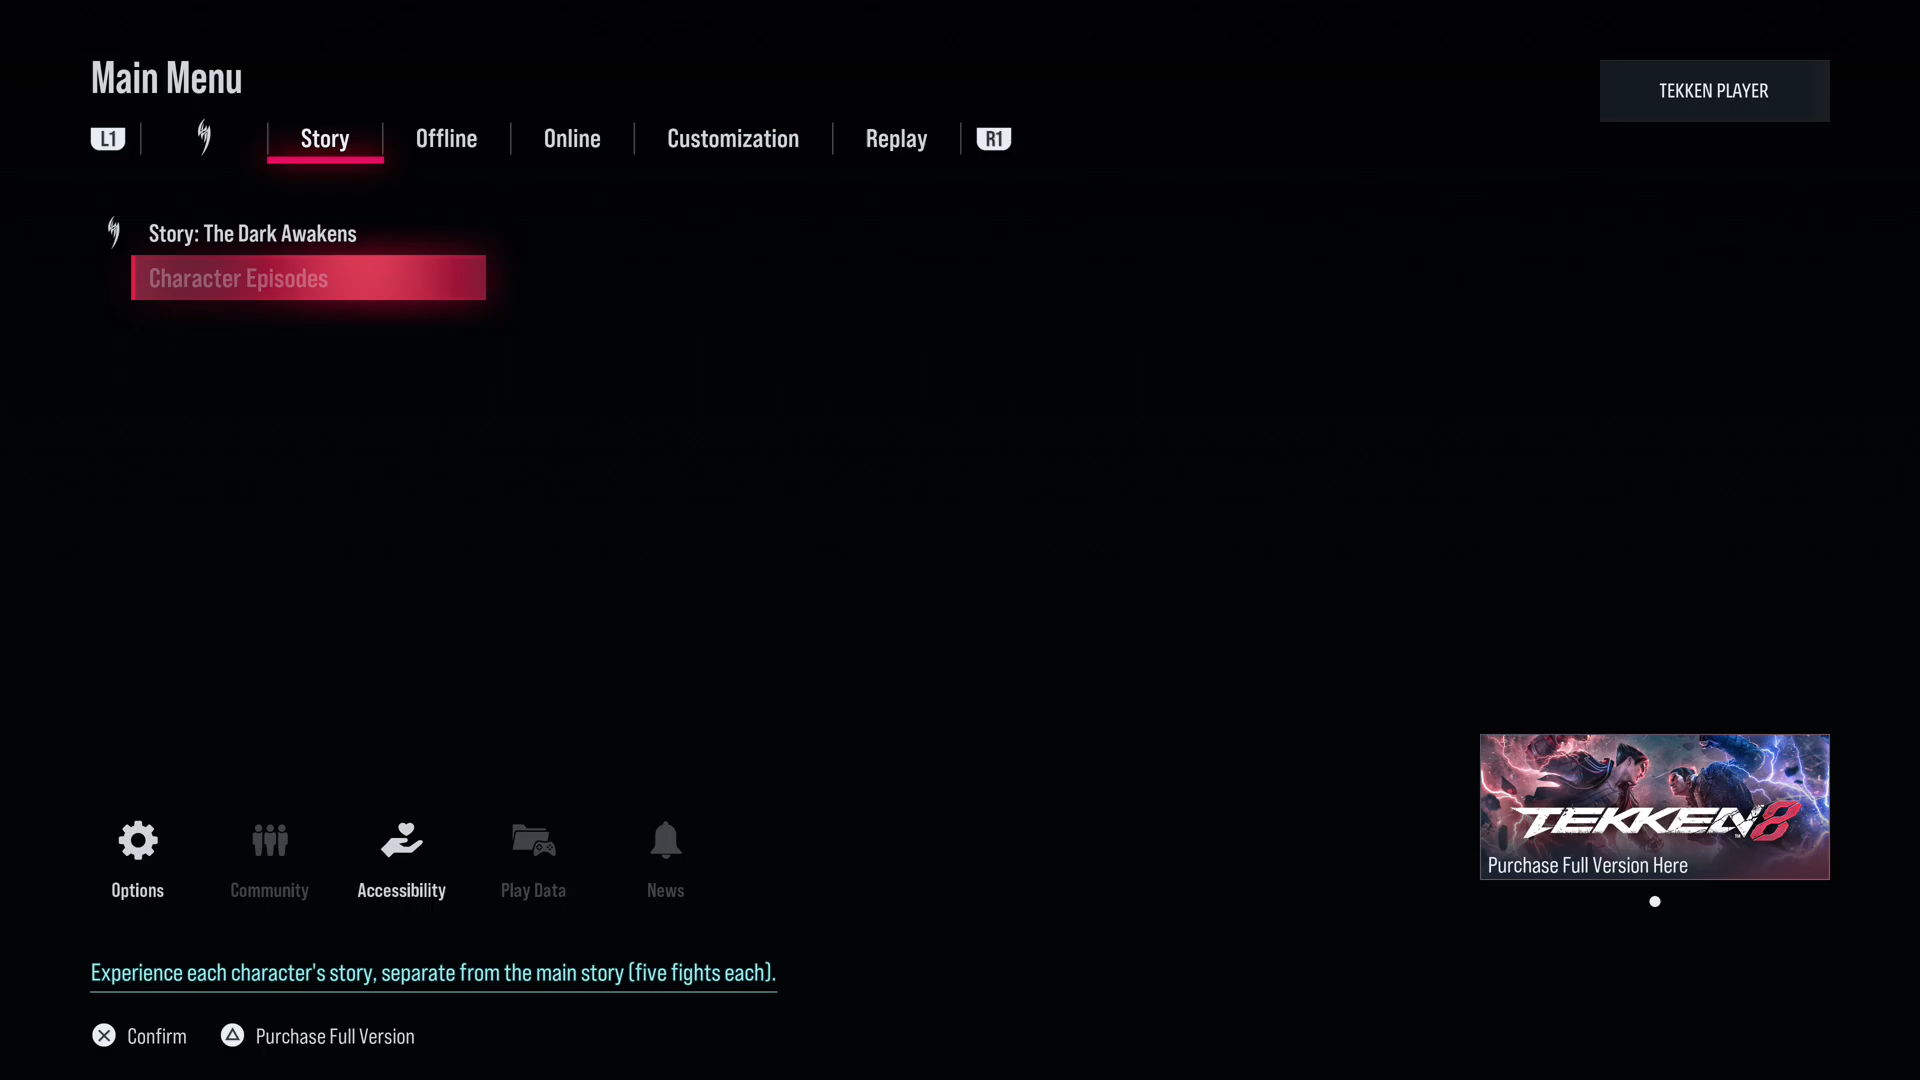 Main Menu
TEKKEN PLAYER
L1
Story
Offline
Online
Customization
Replay
R1
Story: The Dark Awakens
Character Episodes
TEKKEN 8
Purchase Full Version Here
Options
Community
Accessibility
Play Data
News
Experience each character's story, separate from the main story (five fights each).
Confirm
Purchase Full Version